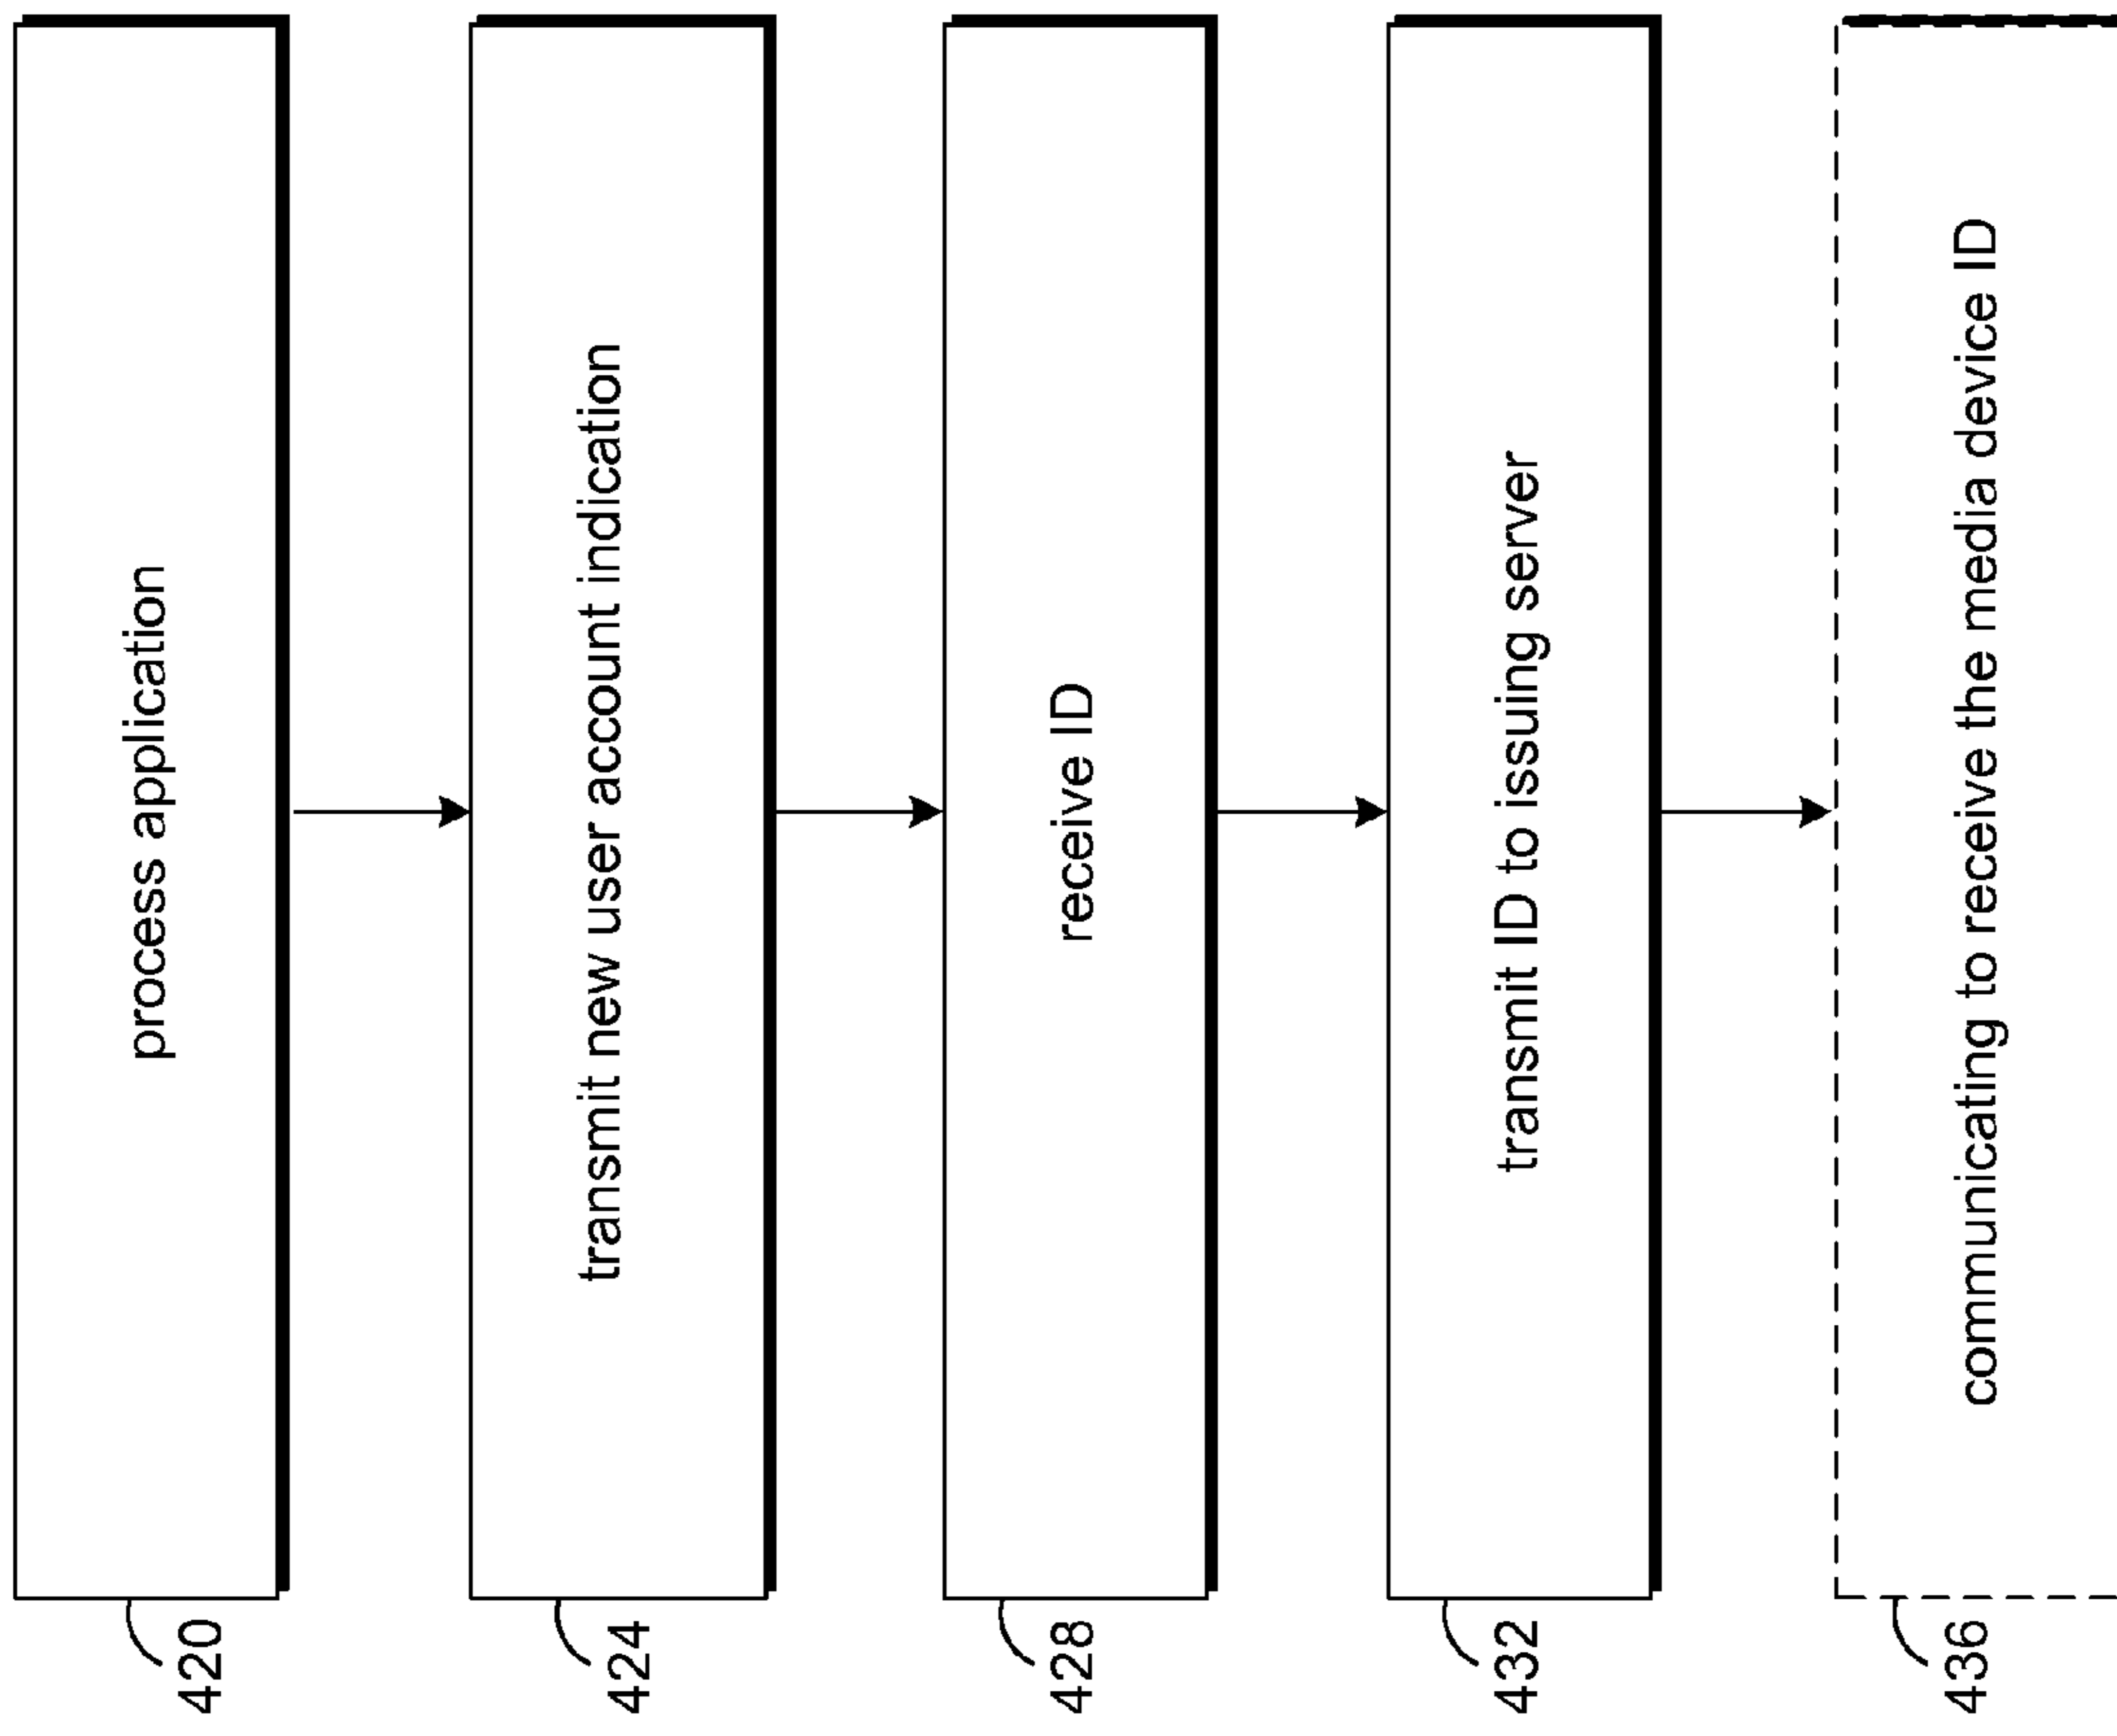 process application
420
transmit new user account indication
424
receive ID
428
transmit ID to issuing server
432
communicating to receive the media device ID
436